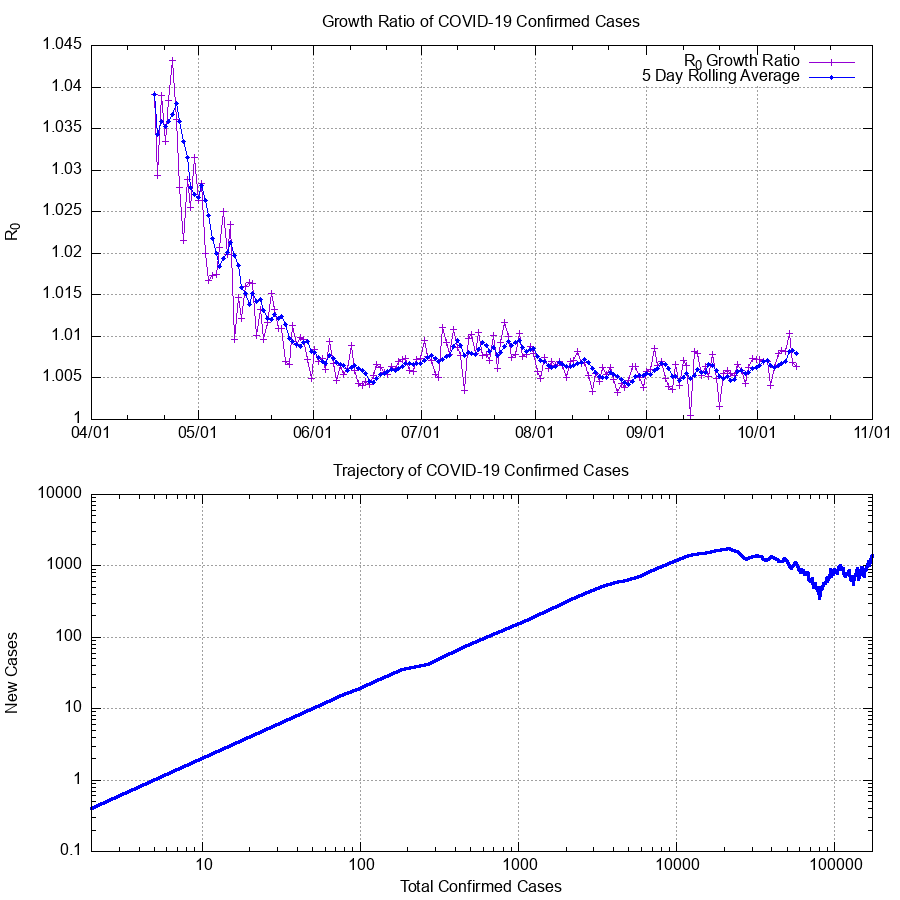 Growth Ratio of COVID-19 Confirmed Cases
1.045
1.04
1.035
1.03
1.025
1.02
1.015
1.01
1.005
1
R0
R0 Growth Ratio
5 Day Rolling Average
04/01 05/01 06/01 07/01 08/01 09/01 10/01 11/01
Trajectory of COVID-19 Confirmed Cases
10000
1000
100
10
1
0.1
New Cases
10 100 1000 10000 100000
Total Confirmed Cases